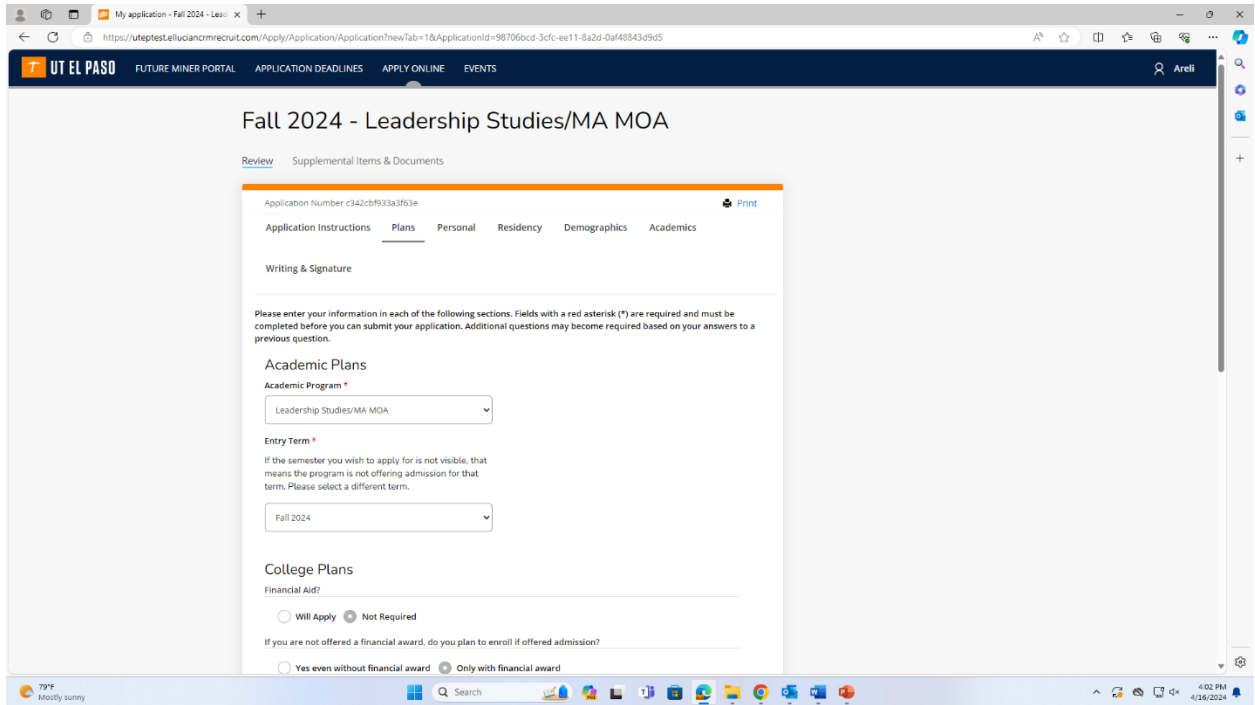 My application - Fall 2024 - Lead
https://uteptest.elluciancrmrecruit.com/Apply/Application/Application?newTab=1&ApplicationId=98706bcd-3cfc-ee11-8a2d-0af48843d9d5
UT EL PASO FUTURE MINER PORTAL APPLICATION DEADLINES APPLY ONLINE EVENTS Areli
Fall 2024 - Leadership Studies/MA MOA
Review Supplemental Items & Documents
Application Number c342cbf933a3f63e Print
Application Instructions Plans Personal Residency Demographics Academics
Writing & Signature
Please enter your information in each of the following sections. Fields with a red asterisk (*) are required and must be
completed before you can submit your application. Additional questions may become required based on your answers to a
previous question.
Academic Plans
Academic Program *
Leadership Studies/MA MOA
Entry Term *
If the semester you wish to apply for is not visible, that
means the program is not offering admission for that
term. Please select a different term.
Fall 2024
College Plans
Financial Aid?
Will Apply Not Required
If you are not offered a financial award, do you plan to enroll if offered admission?
Yes even without financial award Only with financial award
79°F
Mostly sunny
Search
4:02 PM
4/16/2024